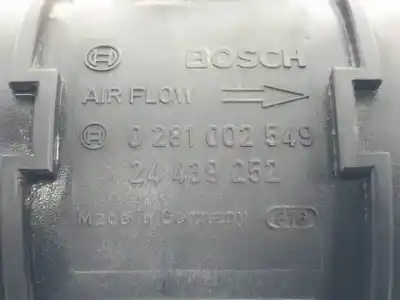 BOSCH
AIR FLOW
0 281 002 549
24 439 252
Made in Germany